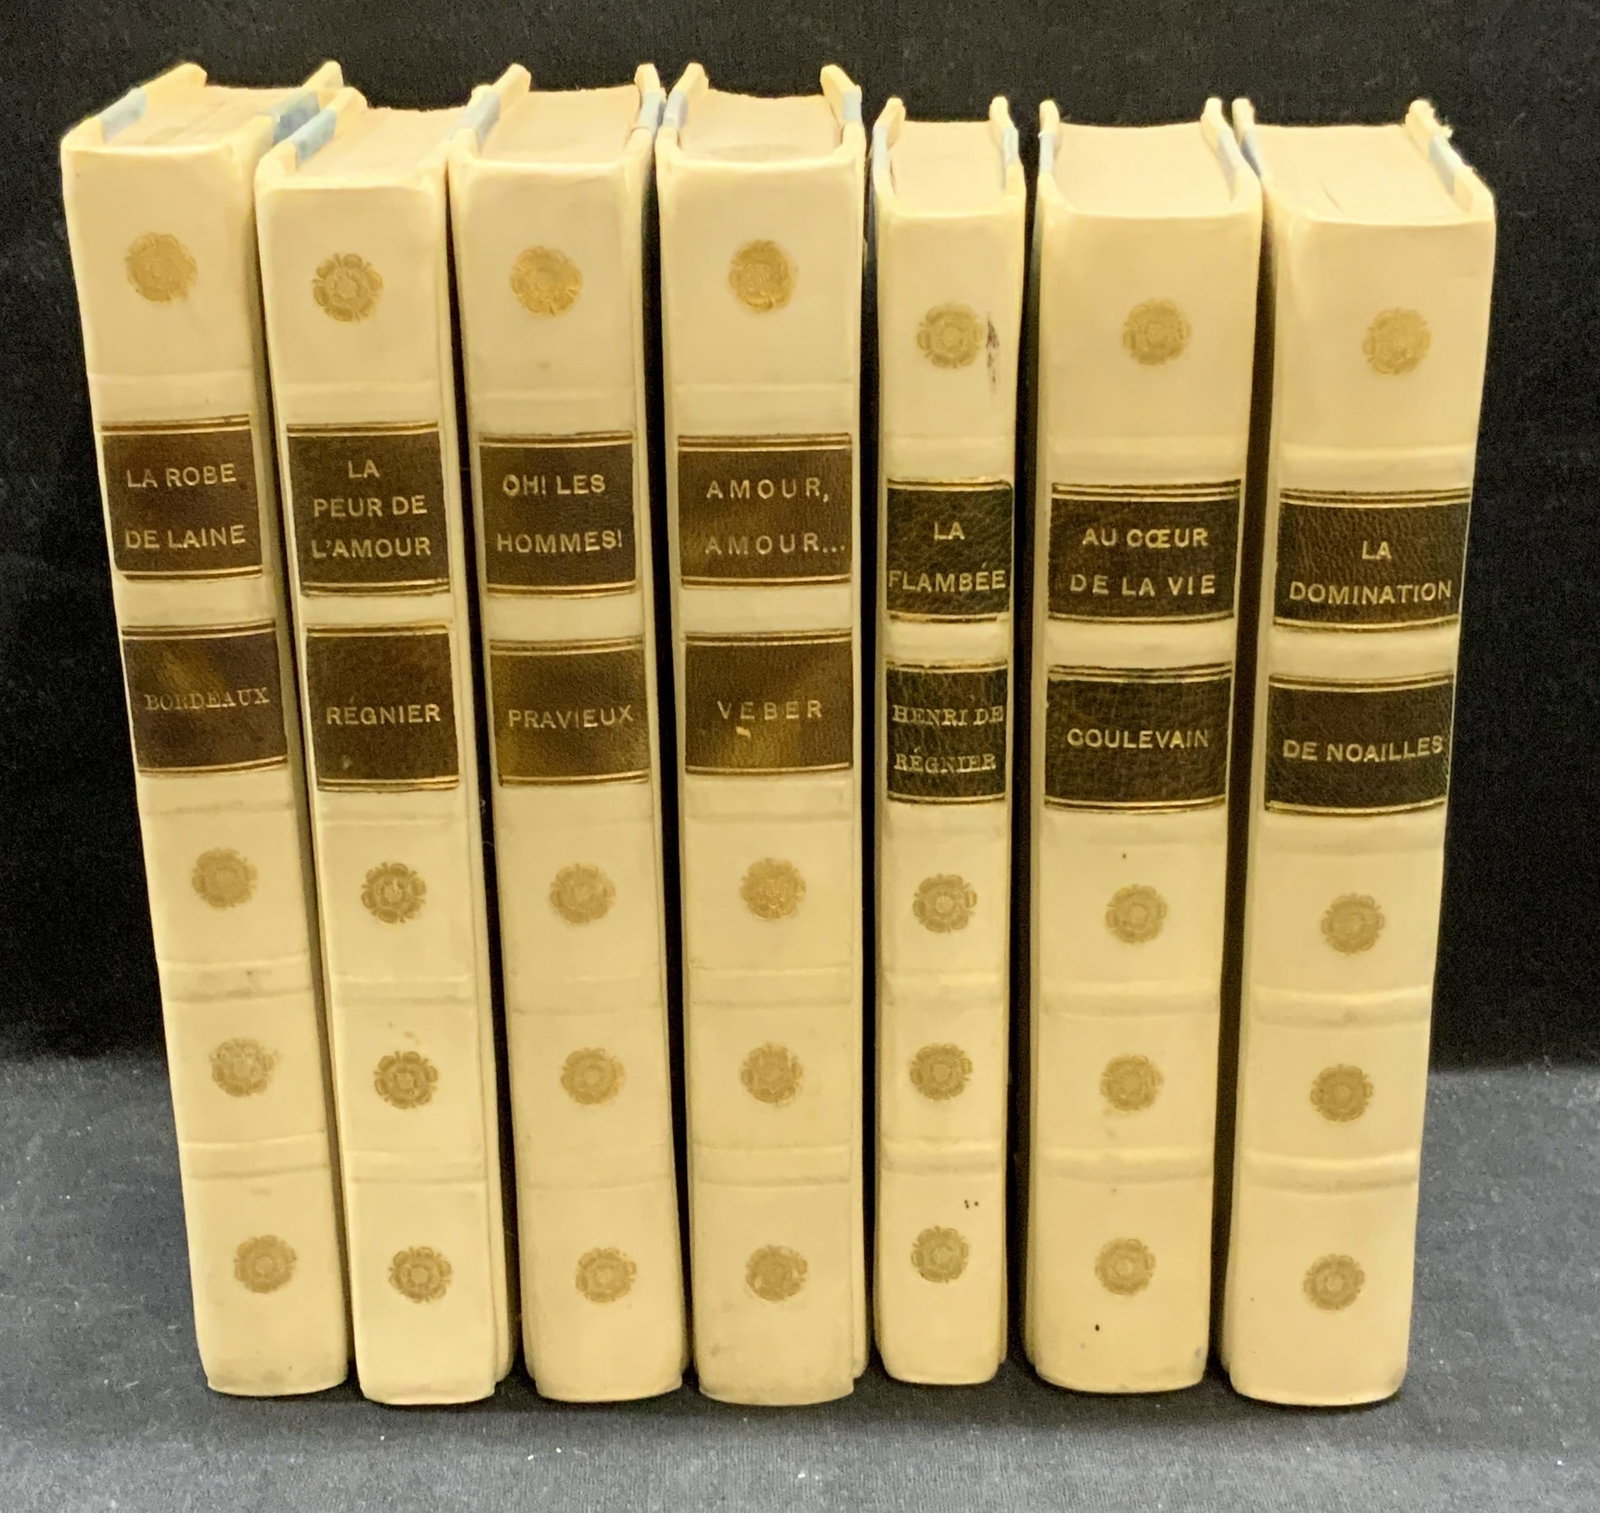 LA ROBE
DE LAINE
BORDEAUX
LA
PEUR DE
L'AMOUR
RÉGNIER
OH! LES
HOMMES!
PRAVIEUX
AMOUR,
AMOUR...
VEBER
LA
FLAMBÉE
HENRI DE
RÉGNIER
AU CŒUR
DE LA VIE
COULEVAIN
LA
DOMINATION
DE NOAILLES